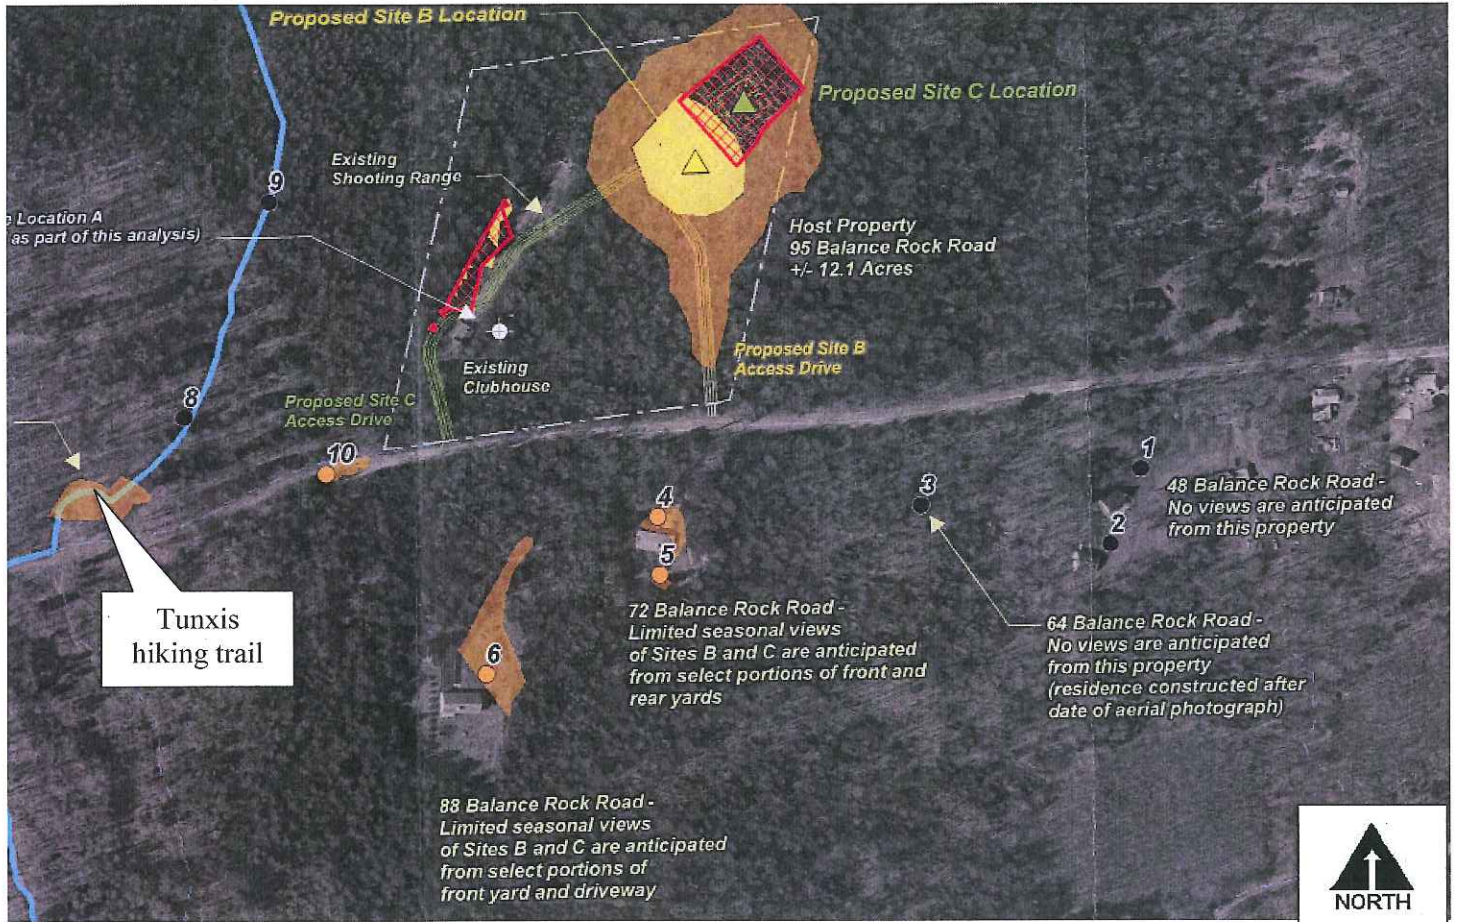 Proposed Site B Location
Proposed Site C Location
Existing
Shooting Range
9
Location A
as part of this analysis)
Host Property
95 Balance Rock Road
+/- 12.1 Acres
Proposed Site B
Access Drive
Existing
Clubhouse
8
Proposed Site C
Access Drive
10
4
3
1
48 Balance Rock Road -
No views are anticipated
from this property
2
5
Tunxis
hiking trail
72 Balance Rock Road -
Limited seasonal views
of Sites B and C are anticipated
from select portions of front and
rear yards
64 Balance Rock Road -
No views are anticipated
from this property
(residence constructed after
date of aerial photograph)
6
88 Balance Rock Road -
Limited seasonal views
of Sites B and C are anticipated
from select portions of
front yard and driveway
NORTH